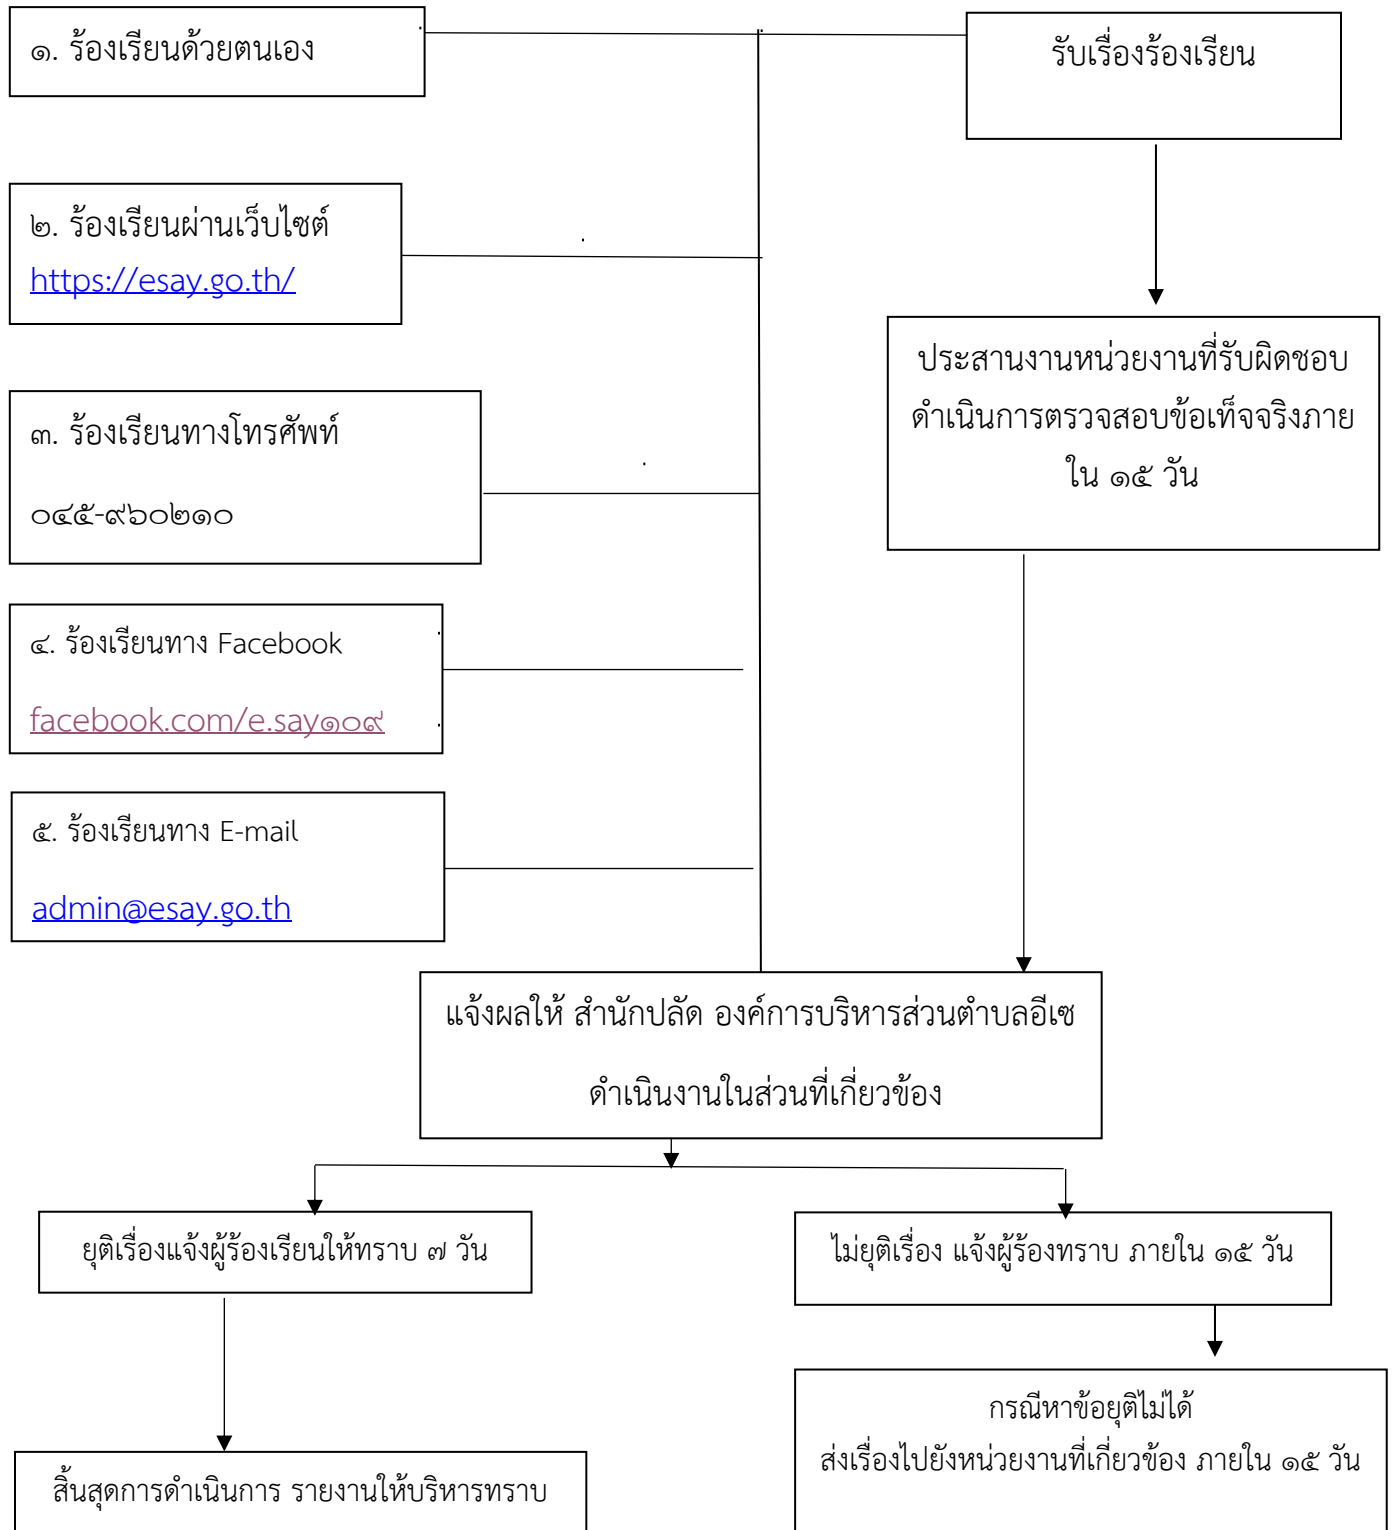 ๑. ร้องเรียนด้วยตนเอง
รับเรื่องร้องเรียน
๒. ร้องเรียนผ่านเว็บไซต์
https://esay.go.th/
ประสานงานหน่วยงานที่รับผิดชอบ
ดำเนินการตรวจสอบข้อเท็จจริงภาย
ใน ๑๕ วัน
๓. ร้องเรียนทางโทรศัพท์
๐๔๕-๙๖๐๒๑๐
๔. ร้องเรียนทาง Facebook
facebook.com/e.say๑๐๙
๕. ร้องเรียนทาง E-mail
admin@esay.go.th
แจ้งผลให้ สำนักปลัด องค์การบริหารส่วนตำบลอีเซ
ดำเนินงานในส่วนที่เกี่ยวข้อง
ยุติเรื่องแจ้งผู้ร้องเรียนให้ทราบ ๗ วัน
ไม่ยุติเรื่อง แจ้งผู้ร้องทราบ ภายใน ๑๕ วัน
กรณีหาข้อยุติไม่ได้
ส่งเรื่องไปยังหน่วยงานที่เกี่ยวข้อง ภายใน ๑๕ วัน
สิ้นสุดการดำเนินการ รายงานให้บริหารทราบ